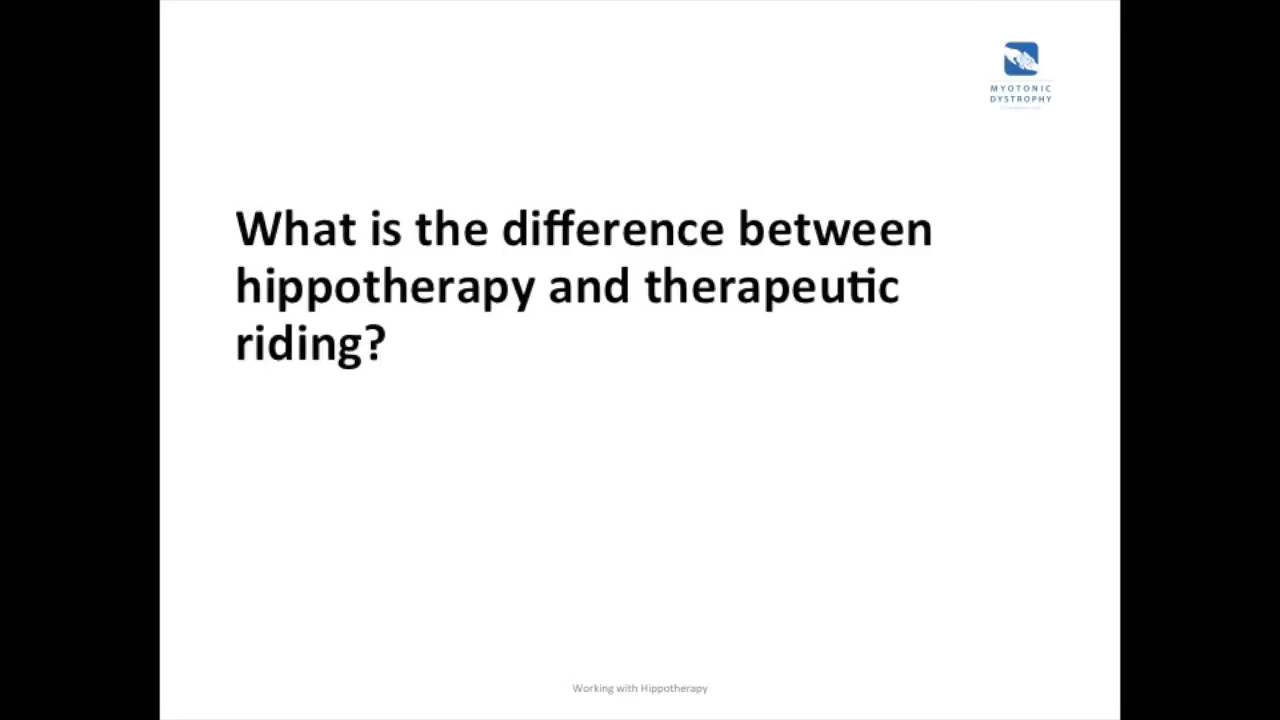 MYOTONIC
DYSTROPHY
What is the difference between
hippotherapy and therapeutic
riding?
Working with Hippotherapy